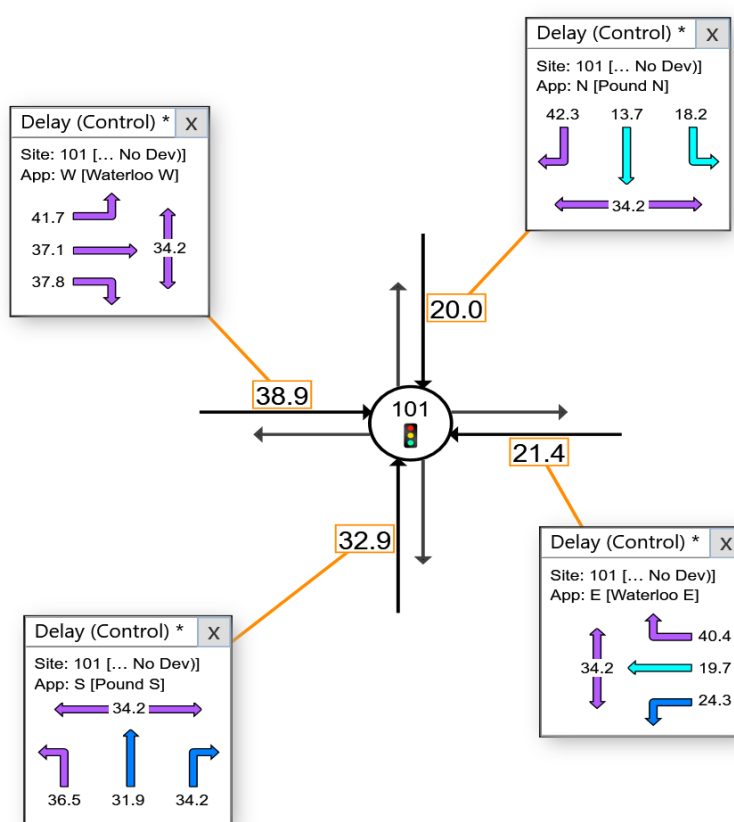 Delay (Control) * X
Site: 101 [... No Dev)]
App: N [Pound N]
42.3 13.7 18.2
34.2
Delay (Control) * X
Site: 101 [... No Dev)]
App: W [Waterloo W]
41.7
37.1
34.2
37.8
20.0
38.9
101
21.4
32.9
Delay (Control) * X
Site: 101 [... No Dev)]
App: E [Waterloo E]
40.4
34.2 19.7
24.3
Delay (Control) * X
Site: 101 [... No Dev)]
App: S [Pound S]
34.2
36.5 31.9 34.2